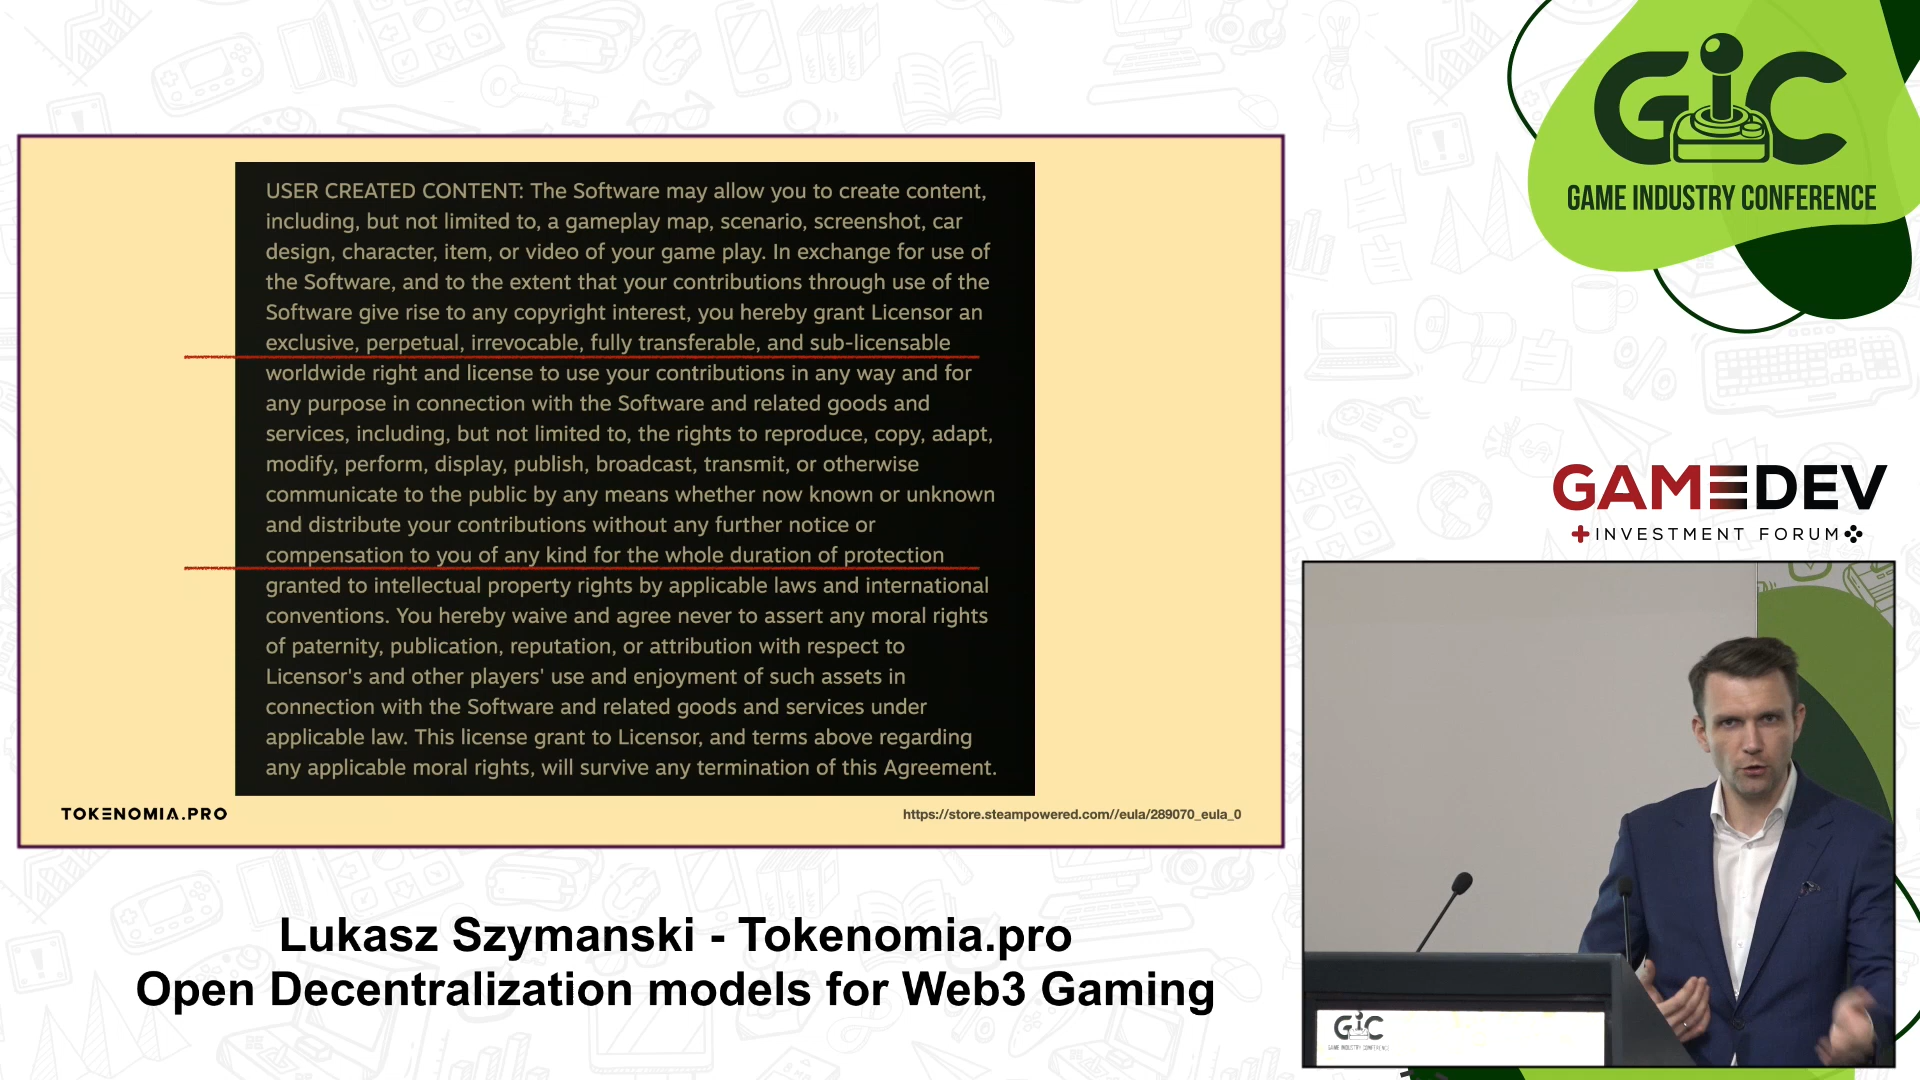 GIC
GAME INDUSTRY CONFERENCE
USER CREATED CONTENT: The Software may allow you to create content,
including, but not limited to, a gameplay map, scenario, screenshot, car
design, character, item, or video of your game play. In exchange for use of
the Software, and to the extent that your contributions through use of the
Software give rise to any copyright interest, you hereby grant Licensor an
exclusive, perpetual, irrevocable, fully transferable, and sub-licensable
worldwide right and license to use your contributions in any way and for
any purpose in connection with the Software and related goods and
services, including, but not limited to, the rights to reproduce, copy, adapt,
modify, perform, display, publish, broadcast, transmit, or otherwise
communicate to the public by any means whether now known or unknown
and distribute your contributions without any further notice or
compensation to you of any kind for the whole duration of protection
granted to intellectual property rights by applicable laws and international
conventions. You hereby waive and agree never to assert any moral rights
of paternity, publication, reputation, or attribution with respect to
Licensor's and other players' use and enjoyment of such assets in
connection with the Software and related goods and services under
applicable law. This license grant to Licensor, and terms above regarding
any applicable moral rights, will survive any termination of this Agreement.
TOKENOMIA.PRO
https://store.steampowered.com//eula/289070_eula_0
GAMEDEV
INVESTMENT FORUM
Lukasz Szymanski - Tokenomia.pro
Open Decentralization models for Web3 Gaming
GIC
GAME INDUSTRY CONFERENCE